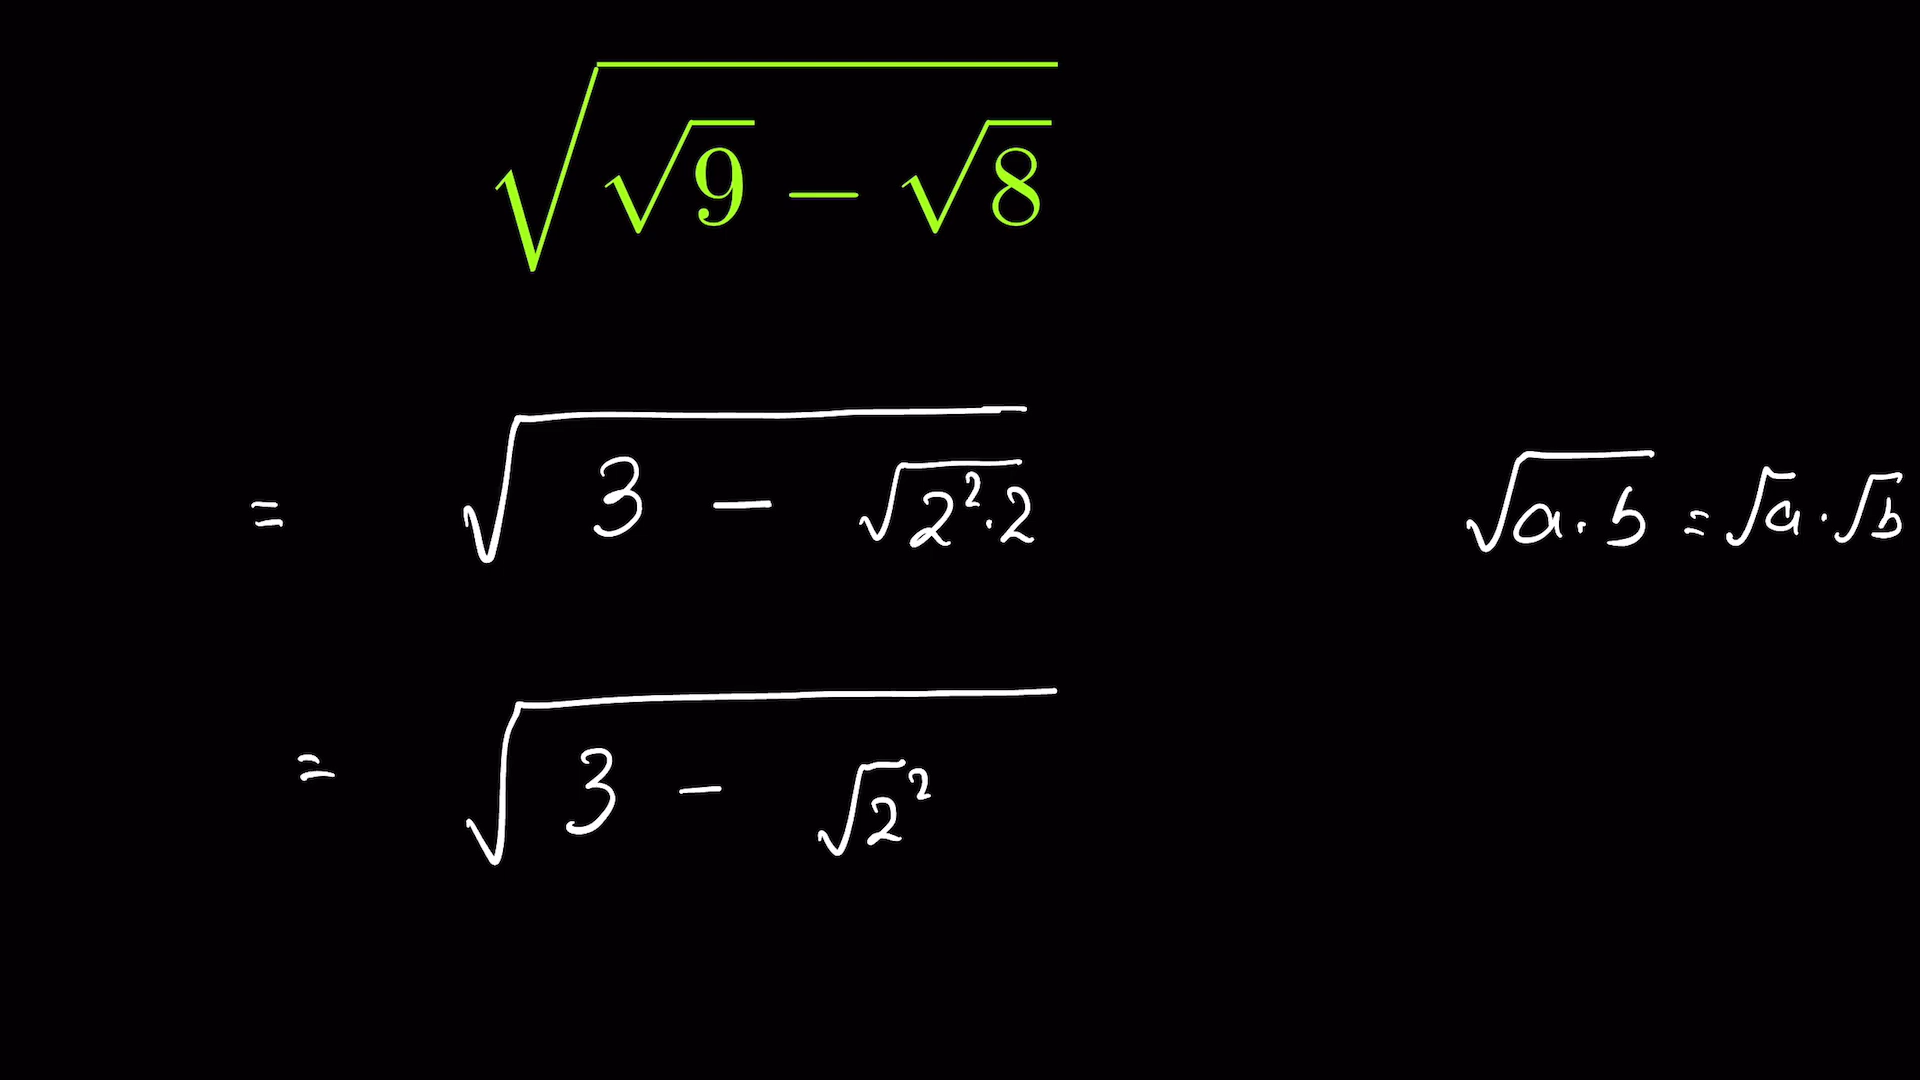 √(√9 − √8)
= √(3 − √(2²·2))
√(a·b) = √a · √b
= √(3 − √2²)